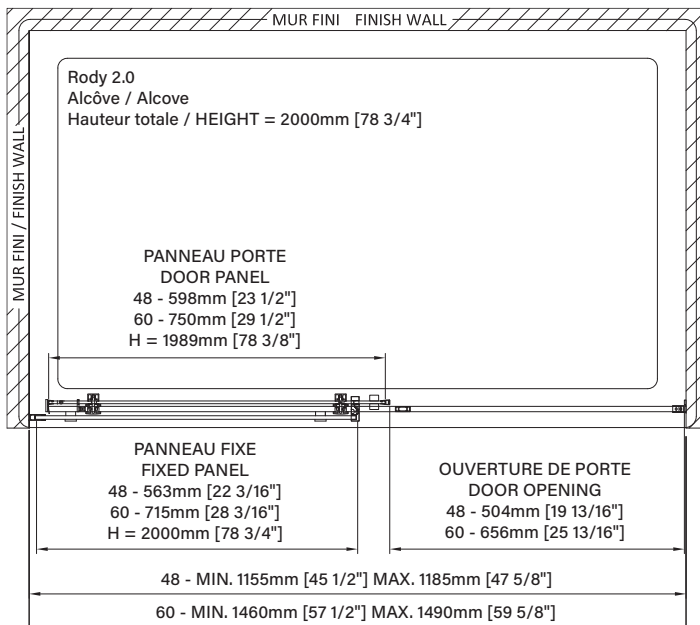 MUR FINI FINISH WALL
MUR FINI / FINISH WALL
Rody 2.0
Alcôve / Alcove
Hauteur totale / HEIGHT = 2000mm [78 3/4"]
PANNEAU PORTE
DOOR PANEL
48 - 598mm [23 1/2"]
60 - 750mm [29 1/2"]
H = 1989mm [78 3/8"]
PANNEAU FIXE
FIXED PANEL
48 - 563mm [22 3/16"]
60 - 715mm [28 3/16"]
H = 2000mm [78 3/4"]
OUVERTURE DE PORTE
DOOR OPENING
48 - 504mm [19 13/16"]
60 - 656mm [25 13/16"]
48 - MIN. 1155mm [45 1/2"] MAX. 1185mm [47 5/8"]
60 - MIN. 1460mm [57 1/2"] MAX. 1490mm [59 5/8"]